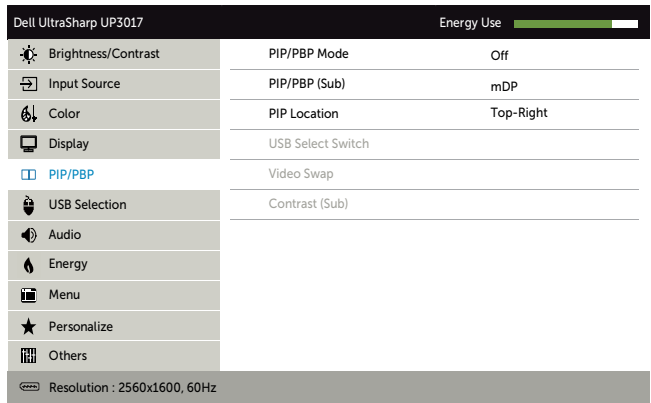 Dell UltraSharp UP3017 Energy Use
Brightness/Contrast PIP/PBP Mode Off
Input Source PIP/PBP (Sub) mDP
Color PIP Location Top-Right
Display USB Select Switch
PIP/PBP Video Swap
USB Selection Contrast (Sub)
Audio
Energy
Menu
Personalize
Others
Resolution : 2560x1600, 60Hz